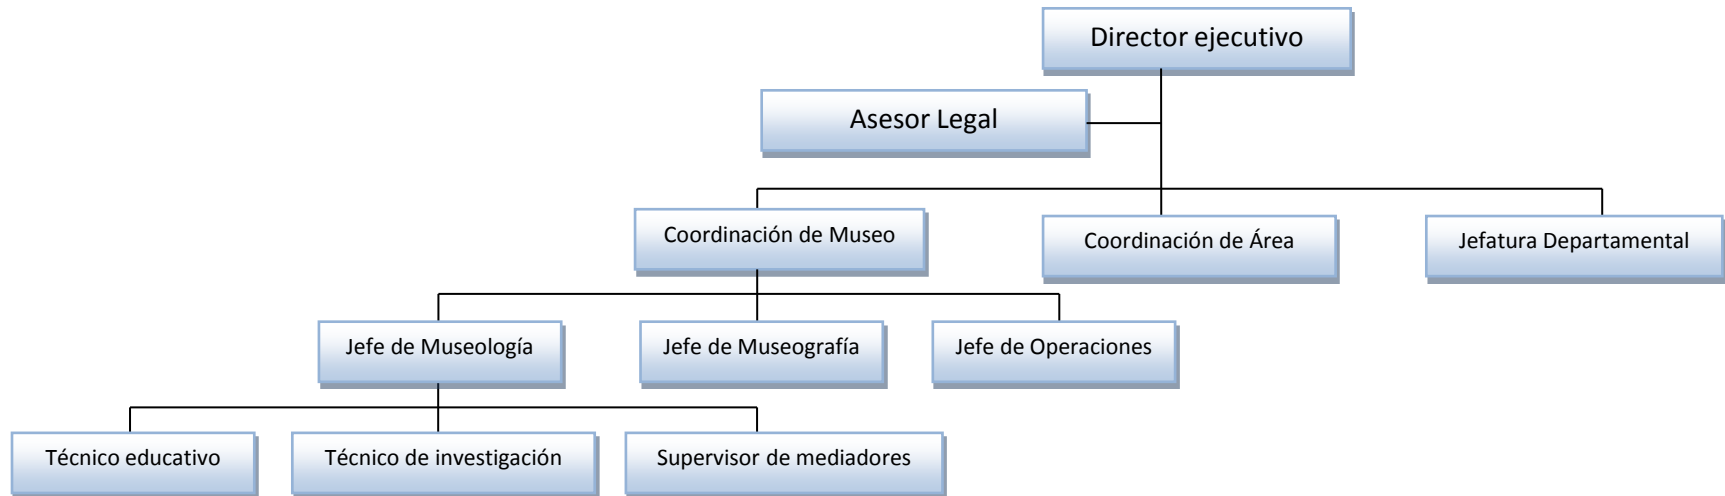 Director ejecutivo
Asesor Legal
Coordinación de Museo
Coordinación de Área
Jefatura Departamental
Jefe de Museología
Jefe de Museografía
Jefe de Operaciones
Técnico educativo
Técnico de investigación
Supervisor de mediadores